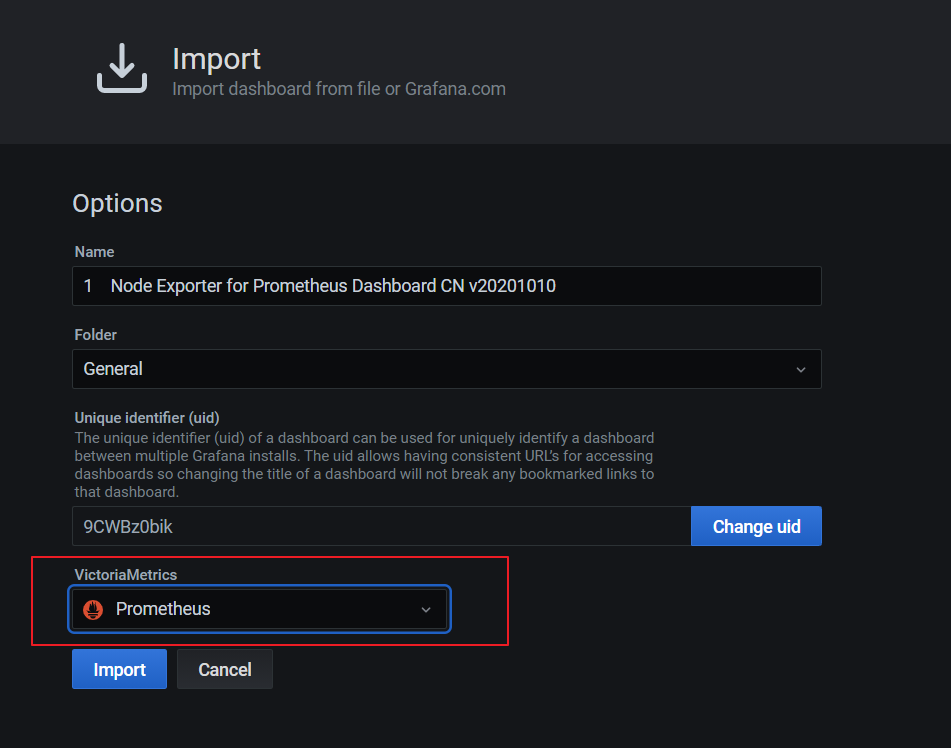 Import
Import dashboard from file or Grafana.com
Options
Name
1 Node Exporter for Prometheus Dashboard CN v20201010
Folder
General
Unique identifier (uid)
The unique identifier (uid) of a dashboard can be used for uniquely identify a dashboard
between multiple Grafana installs. The uid allows having consistent URL's for accessing
dashboards so changing the title of a dashboard will not break any bookmarked links to
that dashboard.
9CWBz0bik
Change uid
VictoriaMetrics
Prometheus
Import Cancel